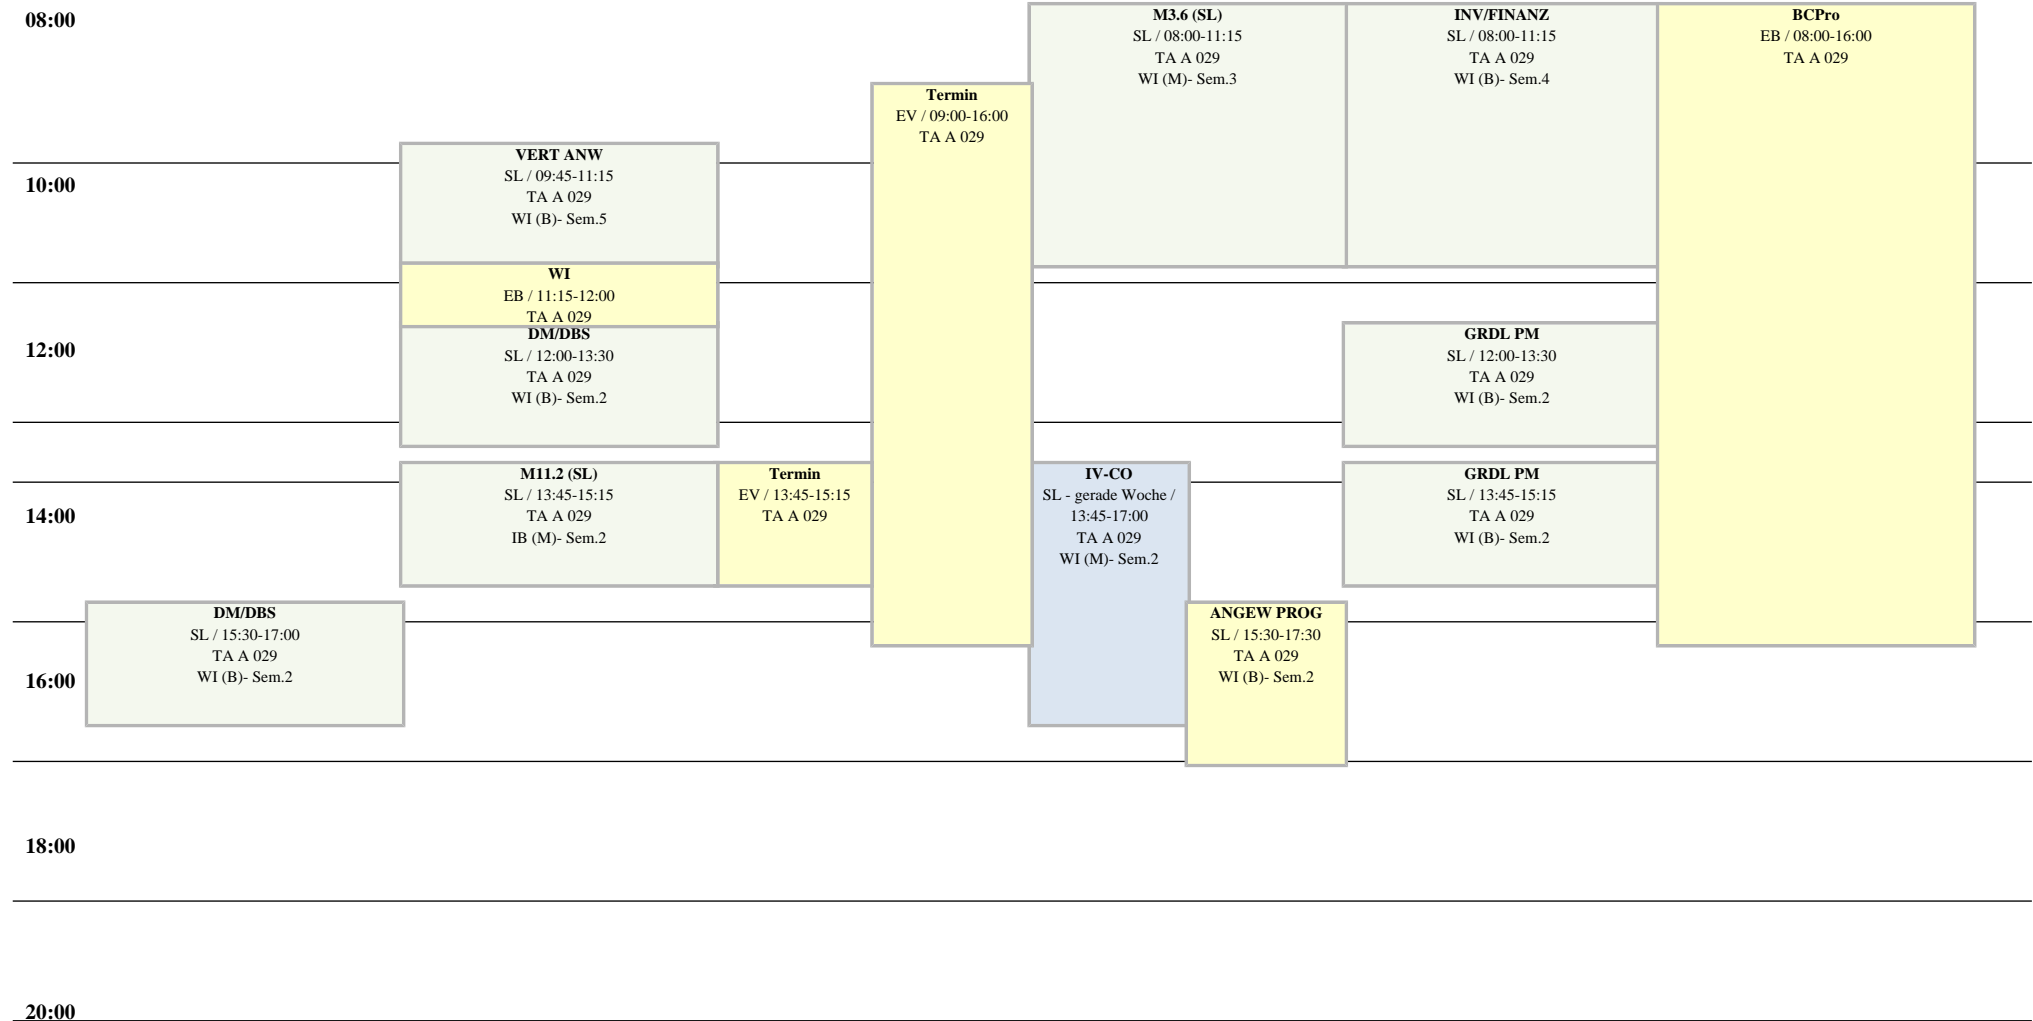 08:00
10:00
12:00
14:00
16:00
18:00
20:00
DM/DBS
SL / 15:30-17:00
TA A 029
WI (B)- Sem.2
VERT ANW
SL / 09:45-11:15
TA A 029
WI (B)- Sem.5
WI
EB / 11:15-12:00
TA A 029
DM/DBS
SL / 12:00-13:30
TA A 029
WI (B)- Sem.2
M11.2 (SL)
SL / 13:45-15:15
TA A 029
IB (M)- Sem.2
Termin
EV / 13:45-15:15
TA A 029
Termin
EV / 09:00-16:00
TA A 029
M3.6 (SL)
SL / 08:00-11:15
TA A 029
WI (M)- Sem.3
IV-CO
SL - gerade Woche /
13:45-17:00
TA A 029
WI (M)- Sem.2
ANGEW PROG
SL / 15:30-17:30
TA A 029
WI (B)- Sem.2
INV/FINANZ
SL / 08:00-11:15
TA A 029
WI (B)- Sem.4
GRDL PM
SL / 12:00-13:30
TA A 029
WI (B)- Sem.2
GRDL PM
SL / 13:45-15:15
TA A 029
WI (B)- Sem.2
BCPro
EB / 08:00-16:00
TA A 029